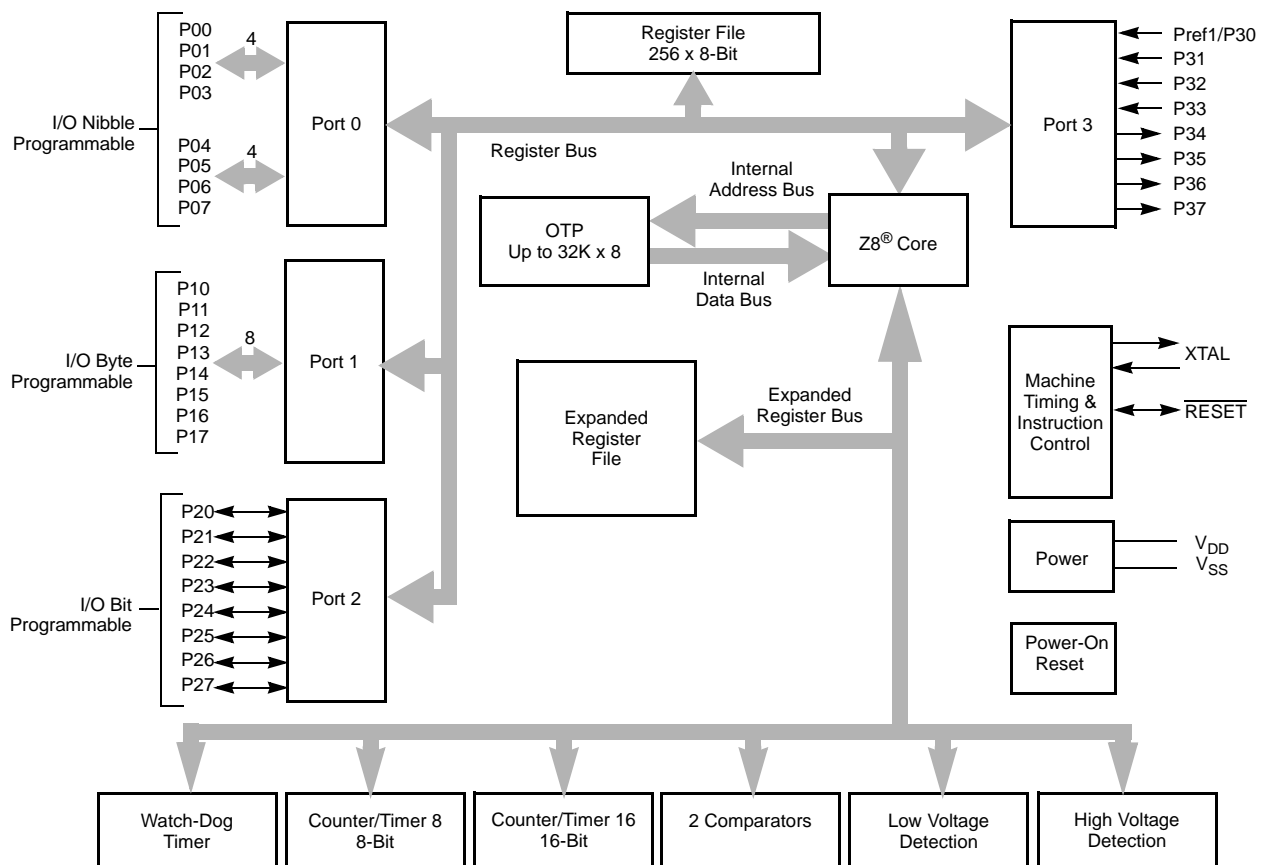 P00
P01
P02
P03
4
I/O Nibble
Programmable
P04
P05
P06
P07
4
Port 0
Register File
256 x 8-Bit
Register Bus
Port 3
Pref1/P30
P31
P32
P33
P34
P35
P36
P37
Internal
Address Bus
OTP
Up to 32K x 8
Z8® Core
Internal
Data Bus
P10
P11
P12
P13
P14
P15
P16
P17
8
I/O Byte
Programmable
Port 1
Expanded
Register
File
Expanded
Register Bus
Machine
Timing &
Instruction
Control
XTAL
RESET
P20
P21
P22
P23
P24
P25
P26
P27
I/O Bit
Programmable
Port 2
Power
VDD
VSS
Power-On
Reset
Watch-Dog
Timer
Counter/Timer 8
8-Bit
Counter/Timer 16
16-Bit
2 Comparators
Low Voltage
Detection
High Voltage
Detection